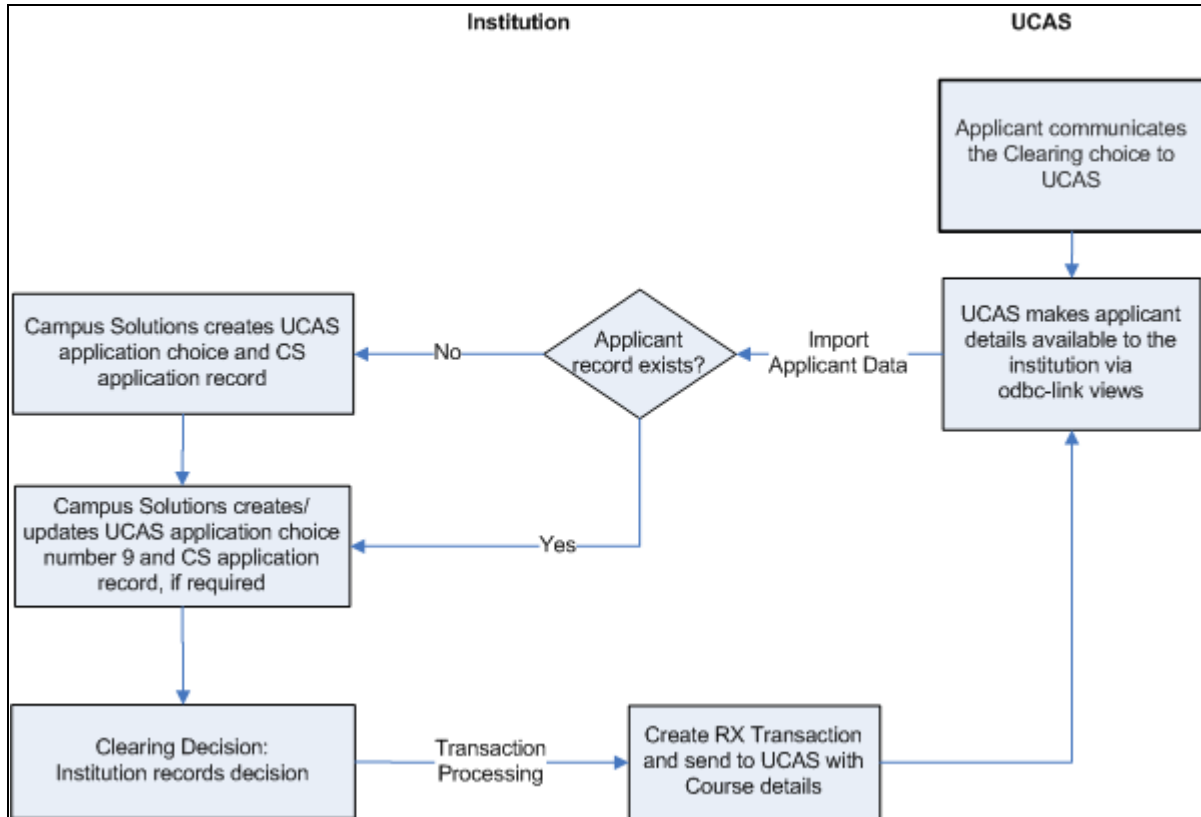 Institution
UCAS
Applicant communicates
the Clearing choice to
UCAS
UCAS makes applicant
details available to the
institution via
odbc-link views
Import
Applicant Data
Applicant
record exists?
No
Yes
Campus Solutions creates UCAS
application choice and CS
application record
Campus Solutions creates/
updates UCAS application choice
number 9 and CS application
record, if required
Clearing Decision:
Institution records decision
Transaction
Processing
Create RX Transaction
and send to UCAS with
Course details